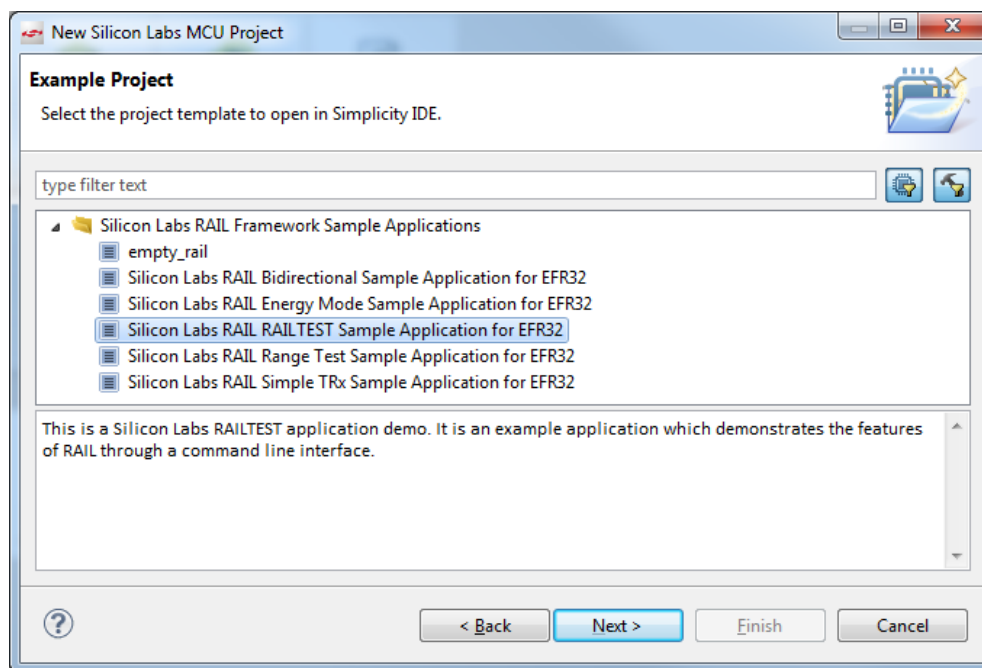 New Silicon Labs MCU Project
Example Project
Select the project template to open in Simplicity IDE.
type filter text
Silicon Labs RAIL Framework Sample Applications
empty_rail
Silicon Labs RAIL Bidirectional Sample Application for EFR32
Silicon Labs RAIL Energy Mode Sample Application for EFR32
Silicon Labs RAIL RAILTEST Sample Application for EFR32
Silicon Labs RAIL Range Test Sample Application for EFR32
Silicon Labs RAIL Simple TRx Sample Application for EFR32
This is a Silicon Labs RAILTEST application demo. It is an example application which demonstrates the features
of RAIL through a command line interface.
? < Back Next > Finish Cancel